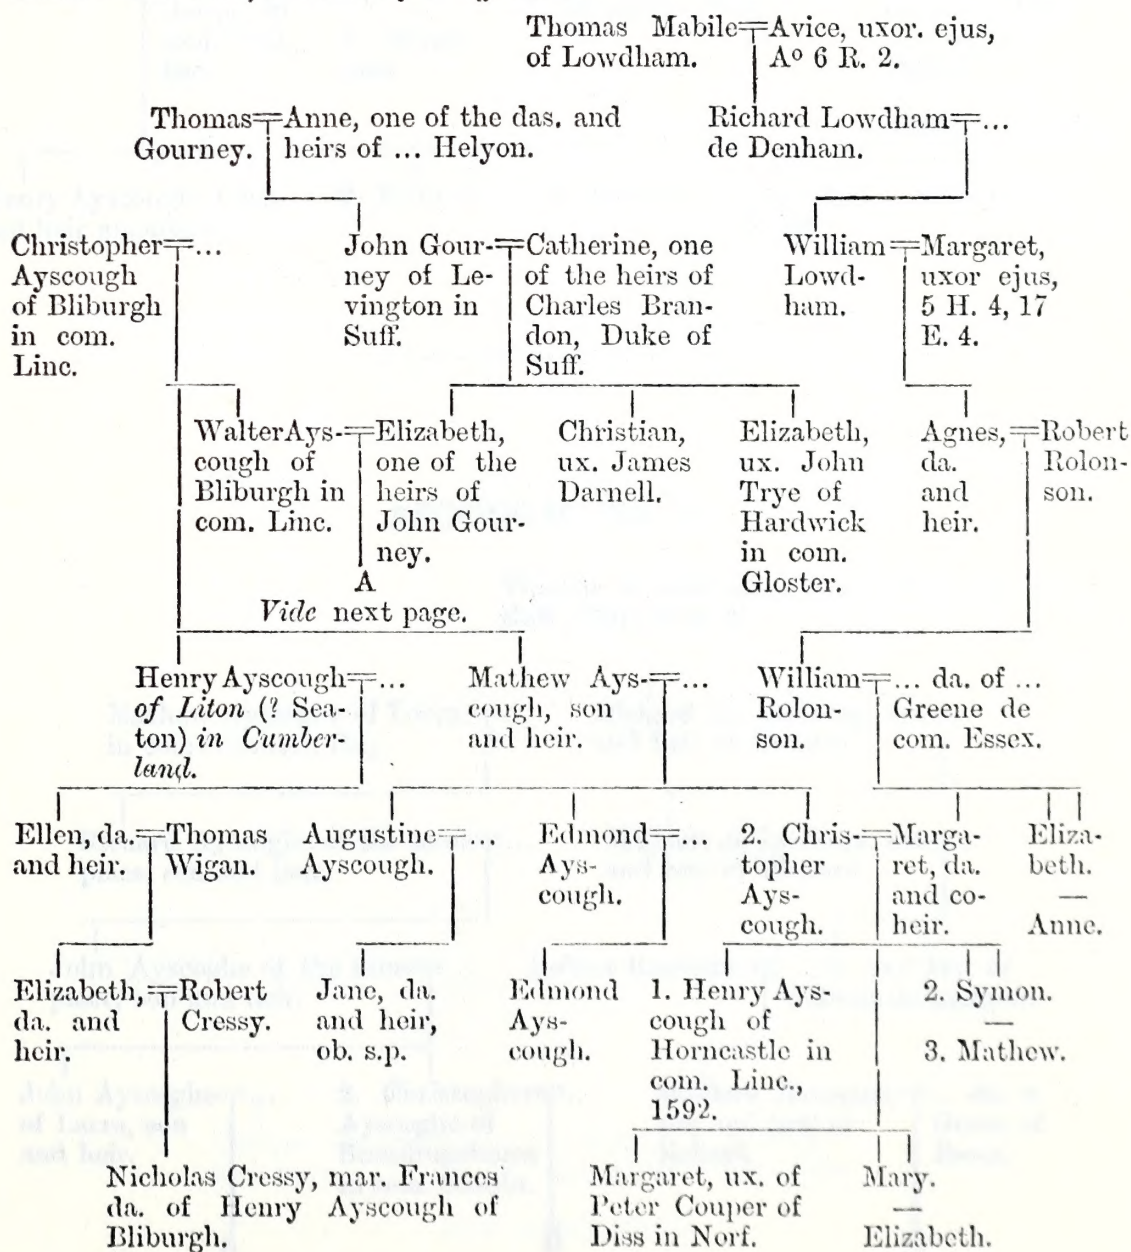 Thomas Mabile=Avice, uxor. ejus,
of Lowdham. Aº 6 R. 2.
Thomas=Anne, one of the das. and
Gourney. heirs of ... Helyon.
Richard Lowdham=...
de Denham.
Christopher=...
Ayscough
of Bliburgh
in com.
Linc.
John Gour-
ney of Le-
vington in
Suff.
=Catherine, one
of the heirs of
Charles Bran-
don, Duke of
Suff.
William
Lowd-
ham.
=Margaret,
uxor ejus,
5 H. 4, 17
E. 4.
Walter Ays-
cough of
Bliburgh in
com. Linc.
=Elizabeth,
one of the
heirs of
John Gour-
ney.
A
Vide next page.
Christian,
ux. James
Darnell.
Elizabeth,
ux. John
Trye of
Hardwick
in com.
Gloster.
Agnes,
da.
and
heir.
=Robert
Rolon-
son.
Henry Ayscough=...
of Liton (? Sea-
ton) in Cumber-
land.
Mathew Ays-=...
cough, son
and heir.
William
Rolon-
son.
=... da. of ...
Greene de
com. Essex.
Ellen, da.=Thomas
and heir. Wigan.
Augustine=
Ayscough.
Edmond=
Ays-
cough.
2. Chris-
topher
Ays-
cough.
=Marga-
ret, da.
and co-
heir.
Eliza-
beth.
—
Anne.
Elizabeth,=Robert
da. and Cressy.
heir.
Jane, da.
and heir,
ob. s.p.
Edmond
Ays-
cough.
1. Henry Ays-
cough of
Horncastle in
com. Linc.,
1592.
2. Symon.
—
3. Mathew.
Nicholas Cressy, mar. Frances
da. of Henry Ayscough of
Bliburgh.
Margaret, ux. of
Peter Couper of
Diss in Norf.
Mary.
—
Elizabeth.